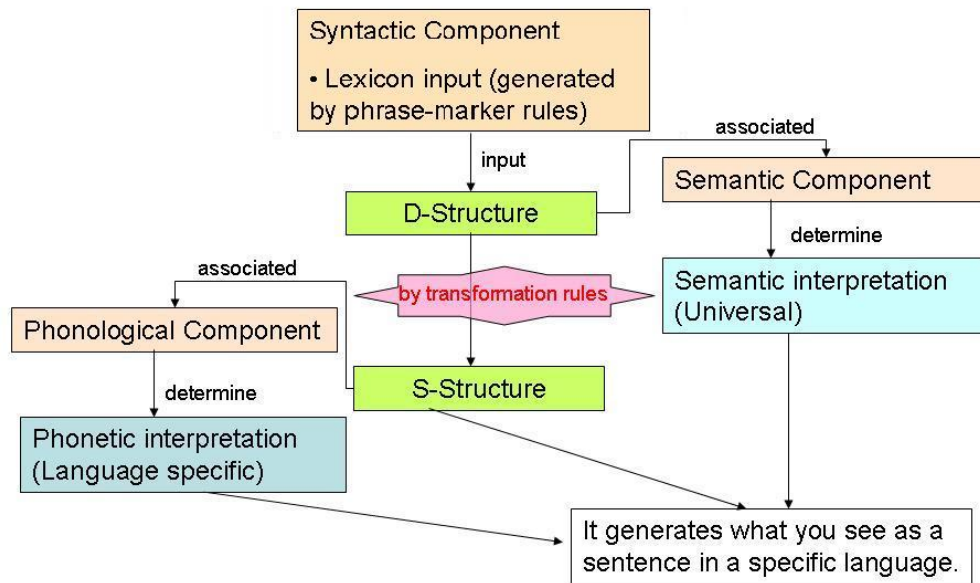 Syntactic Component
• Lexicon input (generated
by phrase-marker rules)
associated
input
Semantic Component
D-Structure
determine
associated
by transformation rules
Semantic interpretation
(Universal)
Phonological Component
S-Structure
determine
Phonetic interpretation
(Language specific)
It generates what you see as a
sentence in a specific language.